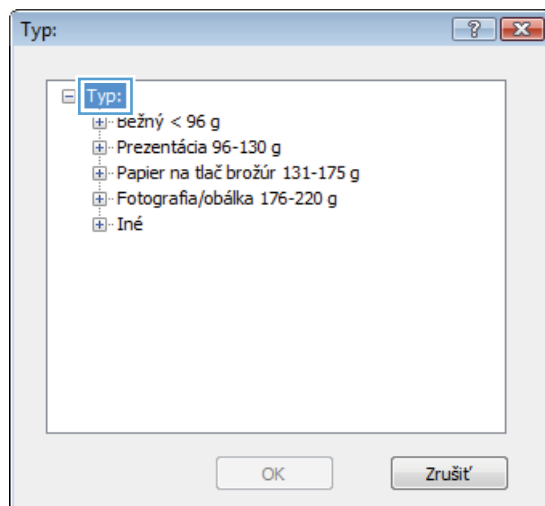 Typ:
Typ:
Bežný < 96 g
Prezentácia 96-130 g
Papier na tlač brožúr 131-175 g
Fotografia/obálka 176-220 g
Iné
OK
Zrušiť